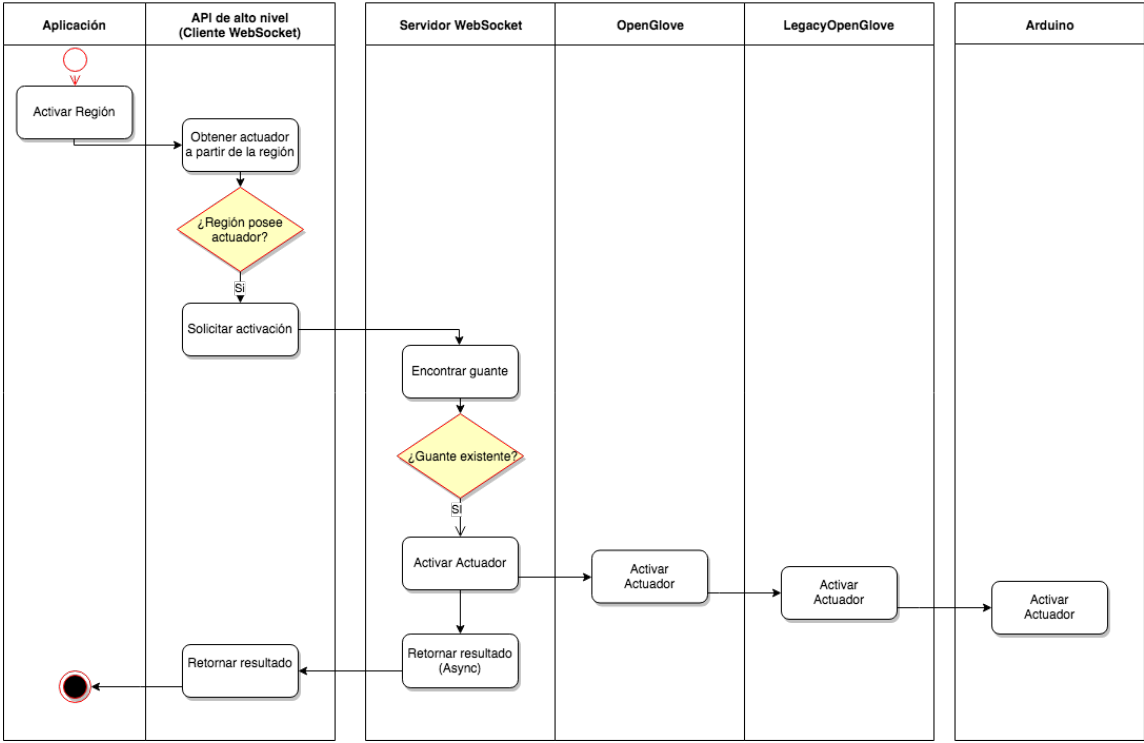 Aplicación
API de alto nivel
(Cliente WebSocket)
Servidor WebSocket
OpenGlove
LegacyOpenGlove
Arduino
Activar Región
Obtener actuador
a partir de la región
¿Región posee
actuador?
Si
Solicitar activación
Encontrar guante
¿Guante existente?
SI
Activar Actuador
Activar
Actuador
Activar
Actuador
Activar
Actuador
Retornar resultado
(Async)
Retornar resultado